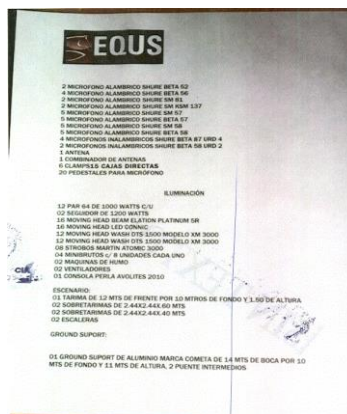 EQUS
2 MICROFONO ALAMBRICO SHURE BETA 52
4 MICROFONO ALAMBRICO SHURE BETA 56
2 MICROFONO ALAMBRICO SHURE SM 81
2 MICROFONO ALAMBRICO SHURE KSM 137
5 MICROFONO ALAMBRICO SHURE SM 57
5 MICROFONO ALAMBRICO SHURE BETA 57
5 MICROFONO ALAMBRICO SHURE SM 58
5 MICROFONO ALAMBRICO SHURE BETA 58
4 MICROFONOS INALAMBRICOS SHURE BETA 87 URD 4
2 MICROFONOS INALAMBRICOS SHURE BETA 58 UR 2
1 ANTENA
1 COMBINADOR DE ANTENAS
6 CLAMPS15 CAJAS DIRECTAS
20 PEDESTALES PARA MICRÓFONO
ILUMINACIÓN
12 PAR 64 DE 1000 WATTS C/U
02 SEGUIDOR DE 1200 WATTS
16 MOVING HEAD BEAM ELATION PLATINUM 5R
16 MOVING HEAD LED
12 MOVING HEAD WASH DTS 1500 MODELO XM 3000
12 MOVING HEAD WASH DTS 1500 MODELO XM 3000
08 STROBOS MARTIN ATOMIC 3000
04 MINIBRUTOS c/ 8 UNIDADES CADA UNO
02 MAQUINAS DE HUMO
02 VENTILADORES
01 CONSOLA PERLA AVOLITES 2010
ESCENARIO:
01 TARIMA DE 12 MTS DE FRENTE POR 10 MTROS DE FONDO Y 1.50 DE ALTURA
02 SOBRETARIMAS DE 2.44X2.44X.60 MTS
02 SOBRETARIMAS DE 2.44X2.44X.40 MTS
02 ESCALERAS
GROUND SUPORT:
01 GROUND SUPORT DE ALUMINIO MARCA COMETA DE 14 MTS DE BOCA POR 10
MTS DE FONDO Y 11 MTS DE ALTURA, 2 PUENTE INTERMEDIOS